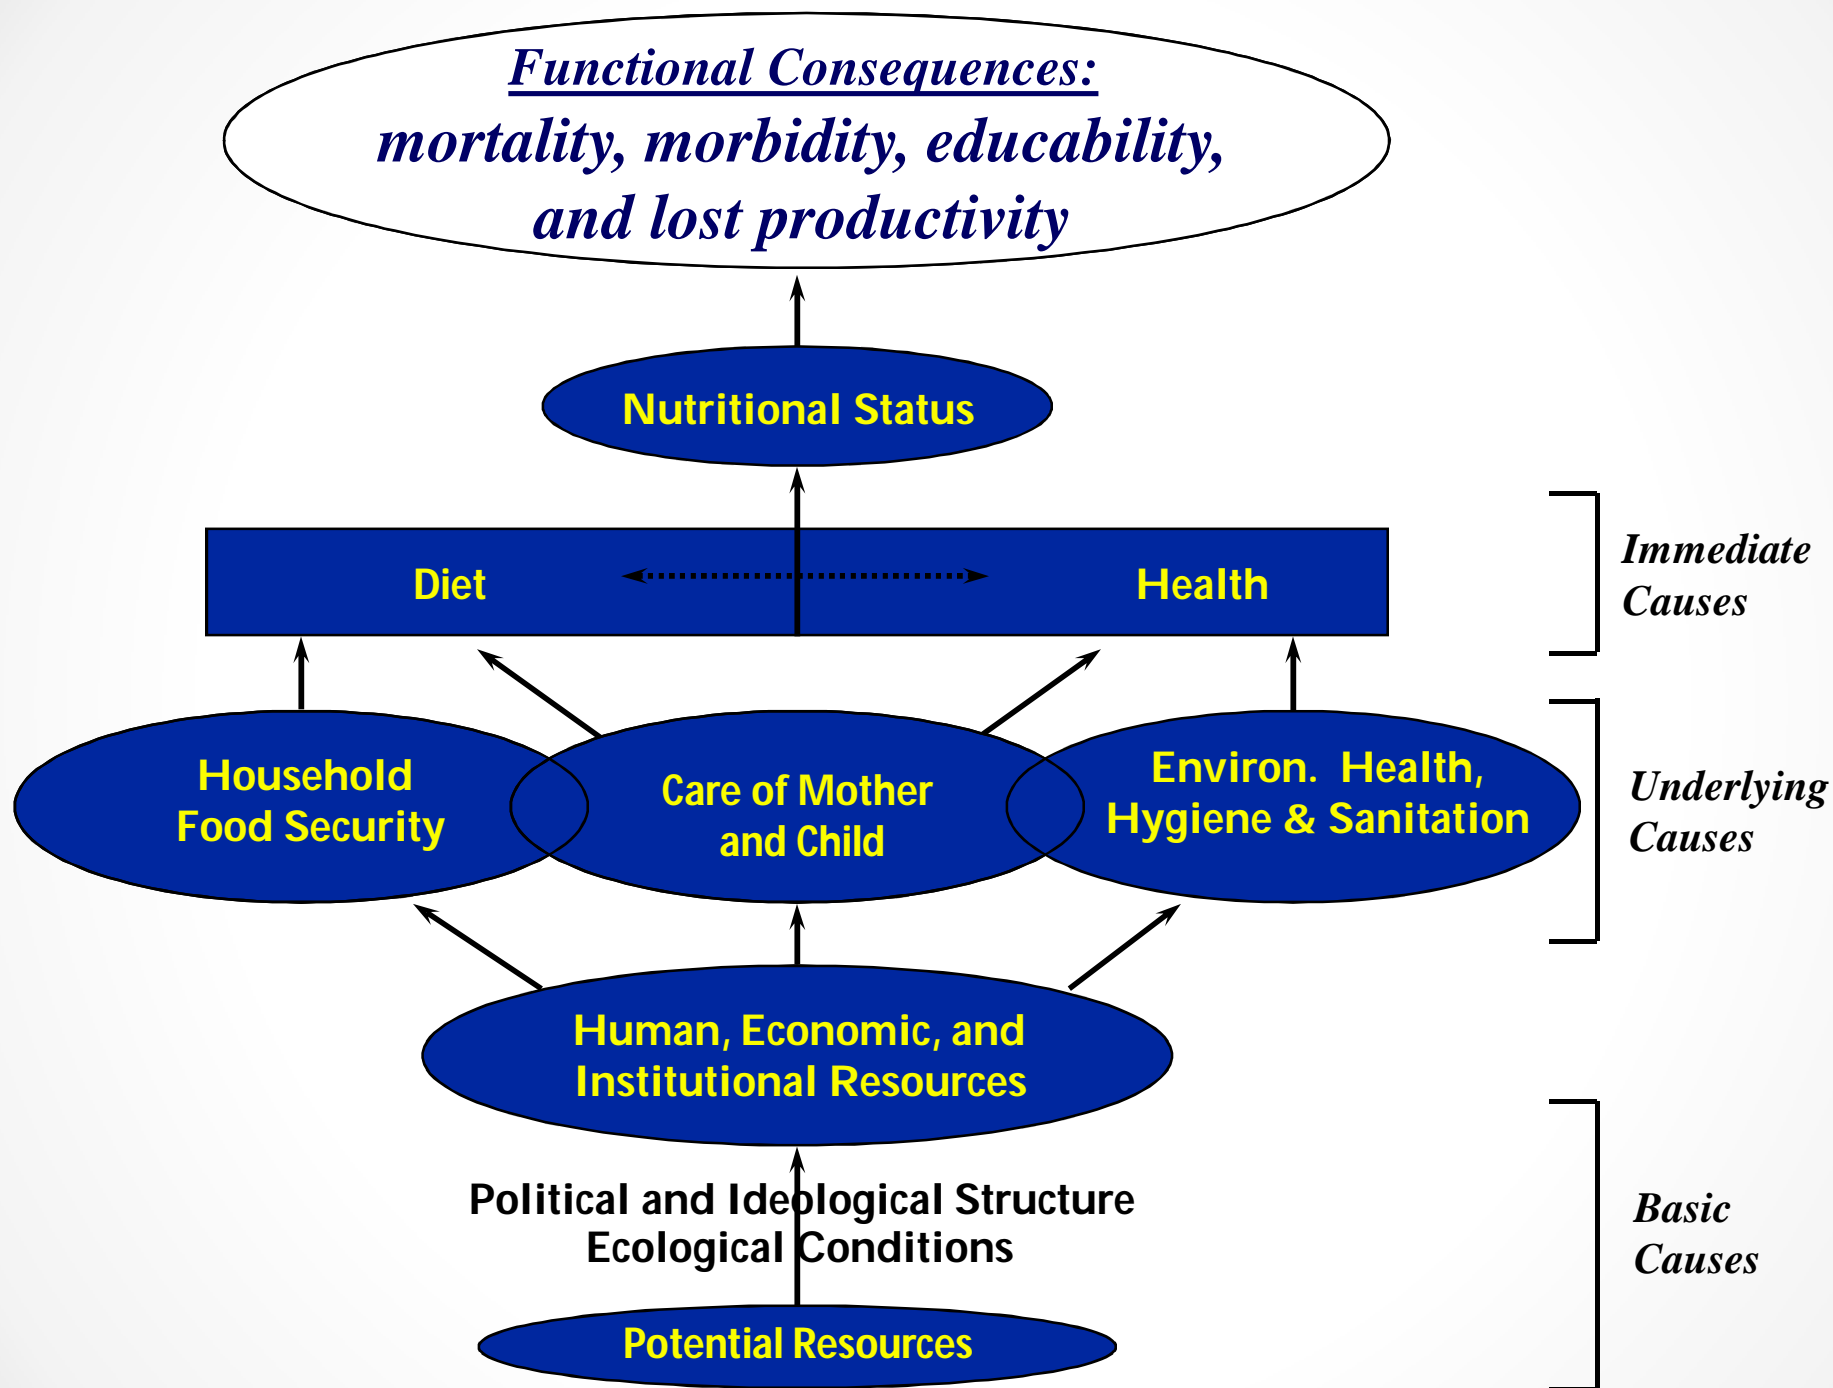 Functional Consequences:
mortality, morbidity, educability,
and lost productivity
Nutritional Status
Diet
Health
Immediate
Causes
Household
Food Security
Care of Mother
and Child
Environ. Health,
Hygiene & Sanitation
Underlying
Causes
Human, Economic, and
Institutional Resources
Political and Ideological Structure
Ecological Conditions
Basic
Causes
Potential Resources